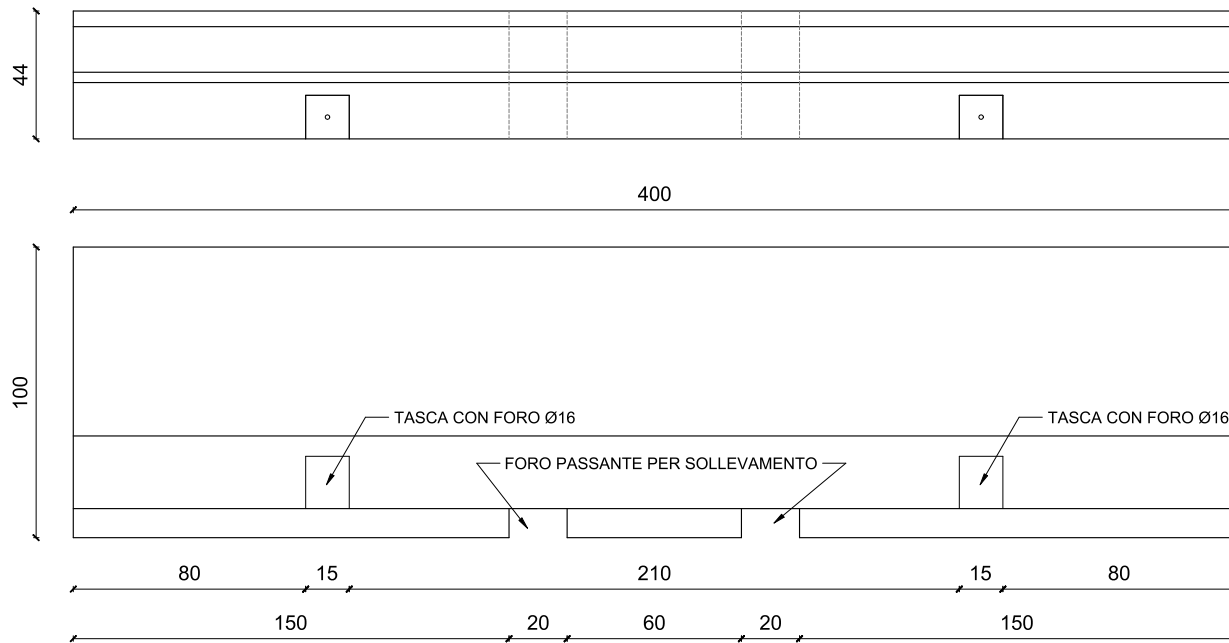 44
400
100
TASCA CON FORO Ø16
TASCA CON FORO Ø16
FORO PASSANTE PER SOLLEVAMENTO
80 15 210 15 80
150 20 60 20 150